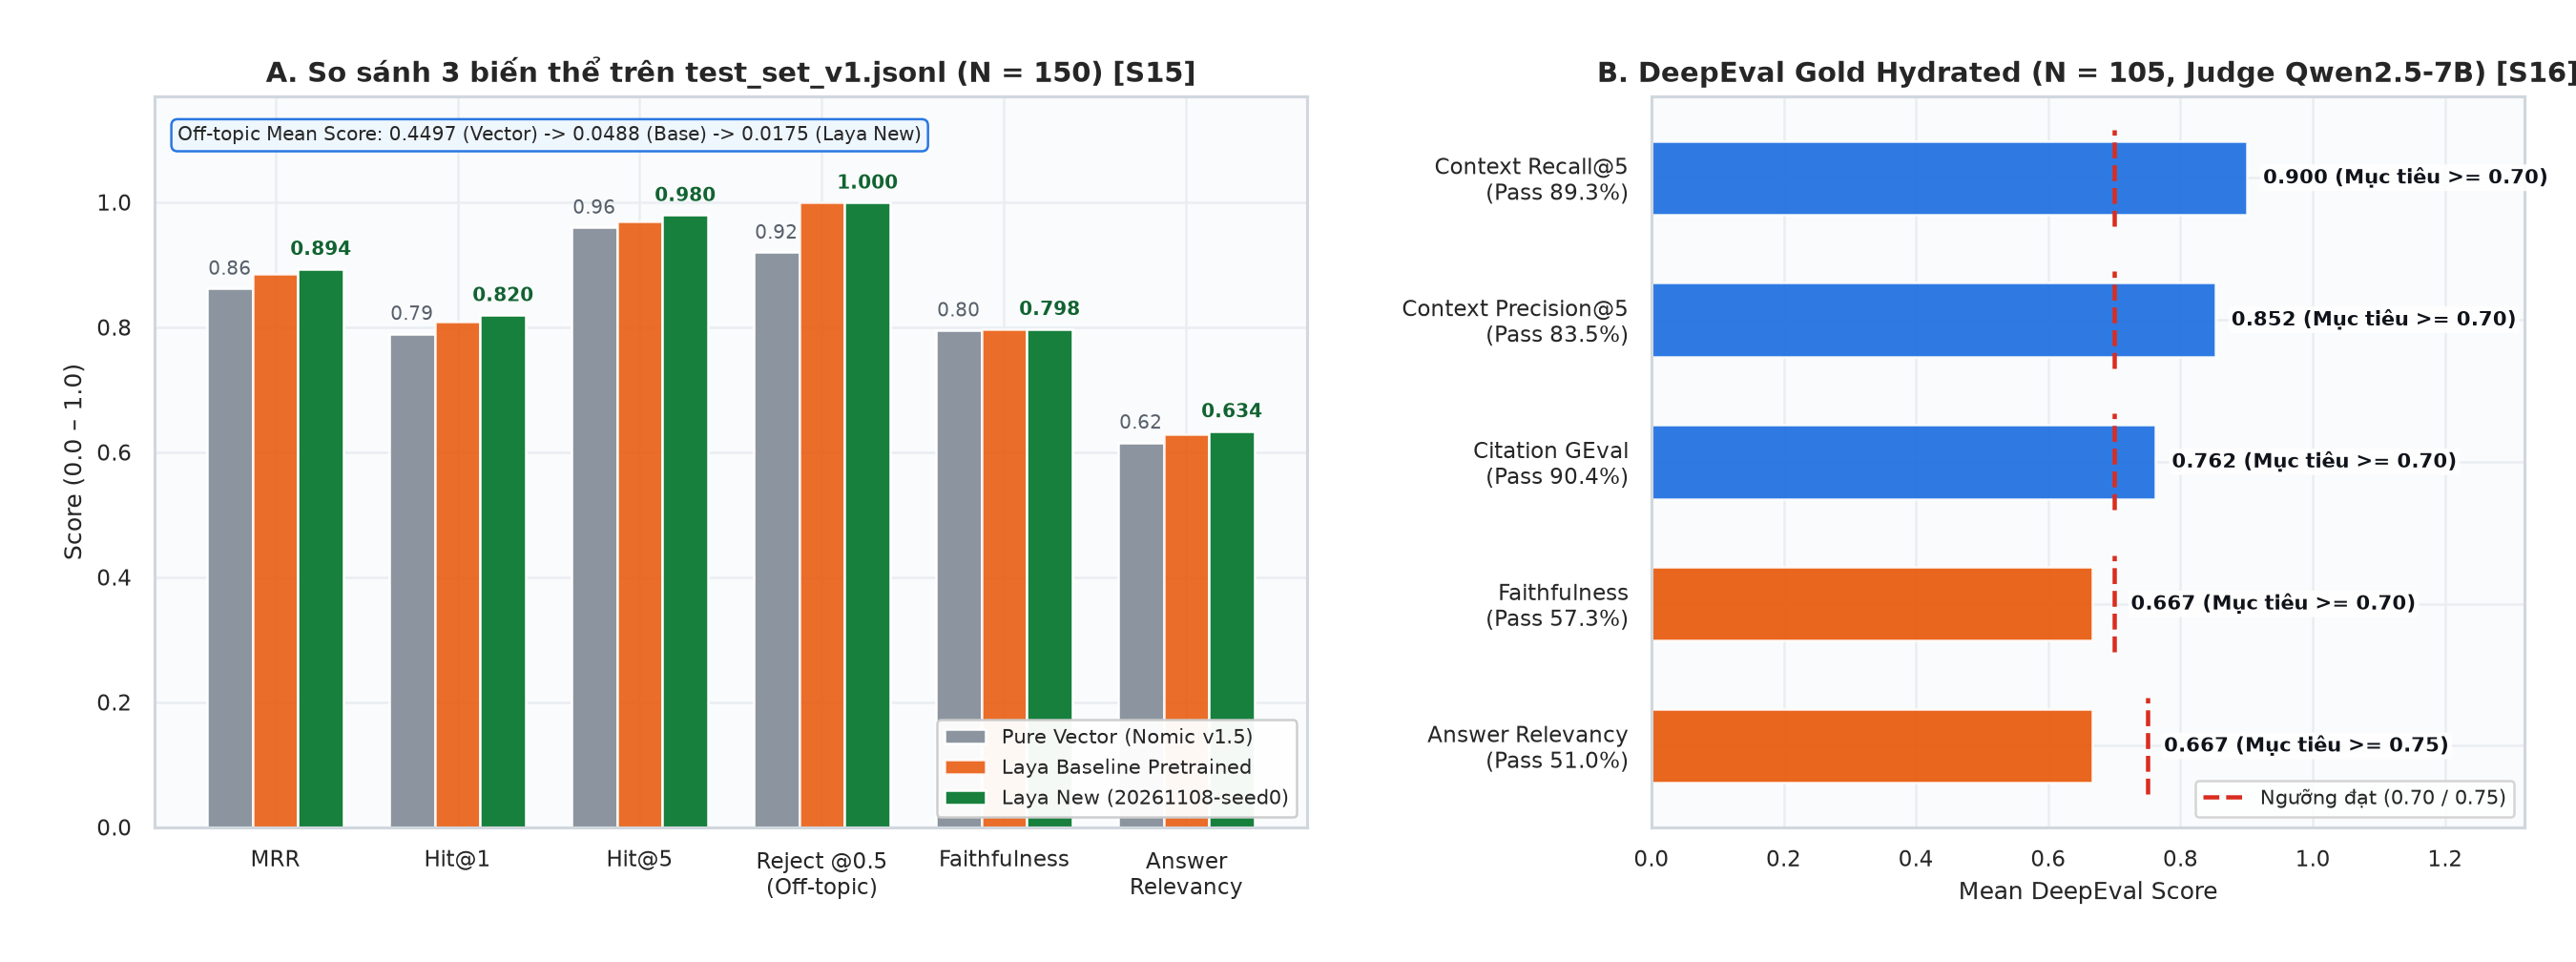 A. So sánh 3 biến thể trên test_set_v1.jsonl (N = 150) [S15]
Off-topic Mean Score: 0.4497 (Vector) -> 0.0488 (Base) -> 0.0175 (Laya New)
Score (0.0 – 1.0)
1.0
0.8
0.6
0.4
0.2
0.0
0.86
0.894
0.79
0.820
0.96
0.980
0.92
1.000
0.80
0.798
0.62
0.634
Pure Vector (Nomic v1.5)
Laya Baseline Pretrained
Laya New (20261108-seed0)
MRR
Hit@1
Hit@5
Reject @0.5
(Off-topic)
Faithfulness
Answer
Relevancy
B. DeepEval Gold Hydrated (N = 105, Judge Qwen2.5-7B) [S16]
Context Recall@5
(Pass 89.3%)
0.900 (Mục tiêu >= 0.70)
Context Precision@5
(Pass 83.5%)
0.852 (Mục tiêu >= 0.70)
Citation GEval
(Pass 90.4%)
0.762 (Mục tiêu >= 0.70)
Faithfulness
(Pass 57.3%)
0.667 (Mục tiêu >= 0.70)
Answer Relevancy
(Pass 51.0%)
0.667 (Mục tiêu >= 0.75)
Ngưỡng đạt (0.70 / 0.75)
0.0
0.2
0.4
0.6
0.8
1.0
1.2
Mean DeepEval Score